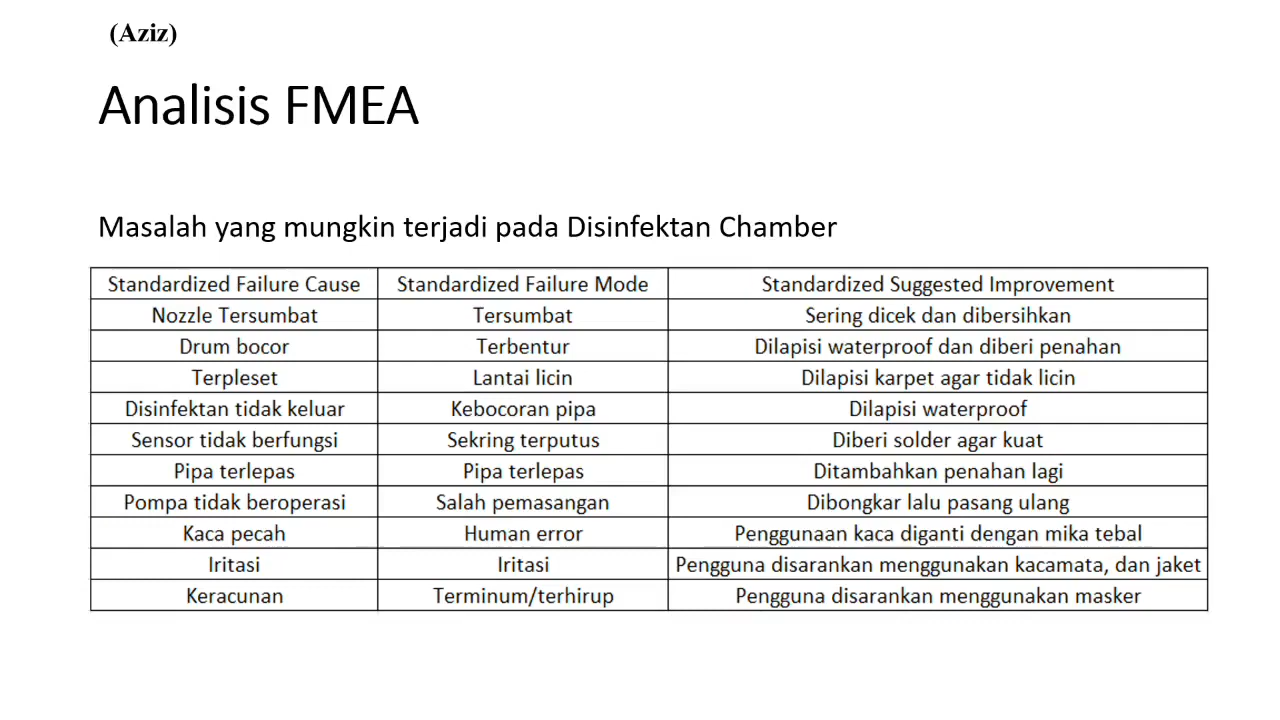 (Aziz)
Analisis FMEA
Masalah yang mungkin terjadi pada Disinfektan Chamber
Standardized Failure Cause Standardized Failure Mode Standardized Suggested Improvement
Nozzle Tersumbat Tersumbat Sering dicek dan dibersihkan
Drum bocor Terbentur Dilapisi waterproof dan diberi penahan
Terpleset Lantai licin Dilapisi karpet agar tidak licin
Disinfektan tidak keluar Kebocoran pipa Dilapisi waterproof
Sensor tidak berfungsi Sekring terputus Diberi solder agar kuat
Pipa terlepas Pipa terlepas Ditambahkan penahan lagi
Pompa tidak beroperasi Salah pemasangan Dibongkar lalu pasang ulang
Kaca pecah Human error Penggunaan kaca diganti dengan mika tebal
Iritasi Iritasi Pengguna disarankan menggunakan kacamata, dan jaket
Keracunan Terminum/terhirup Pengguna disarankan menggunakan masker